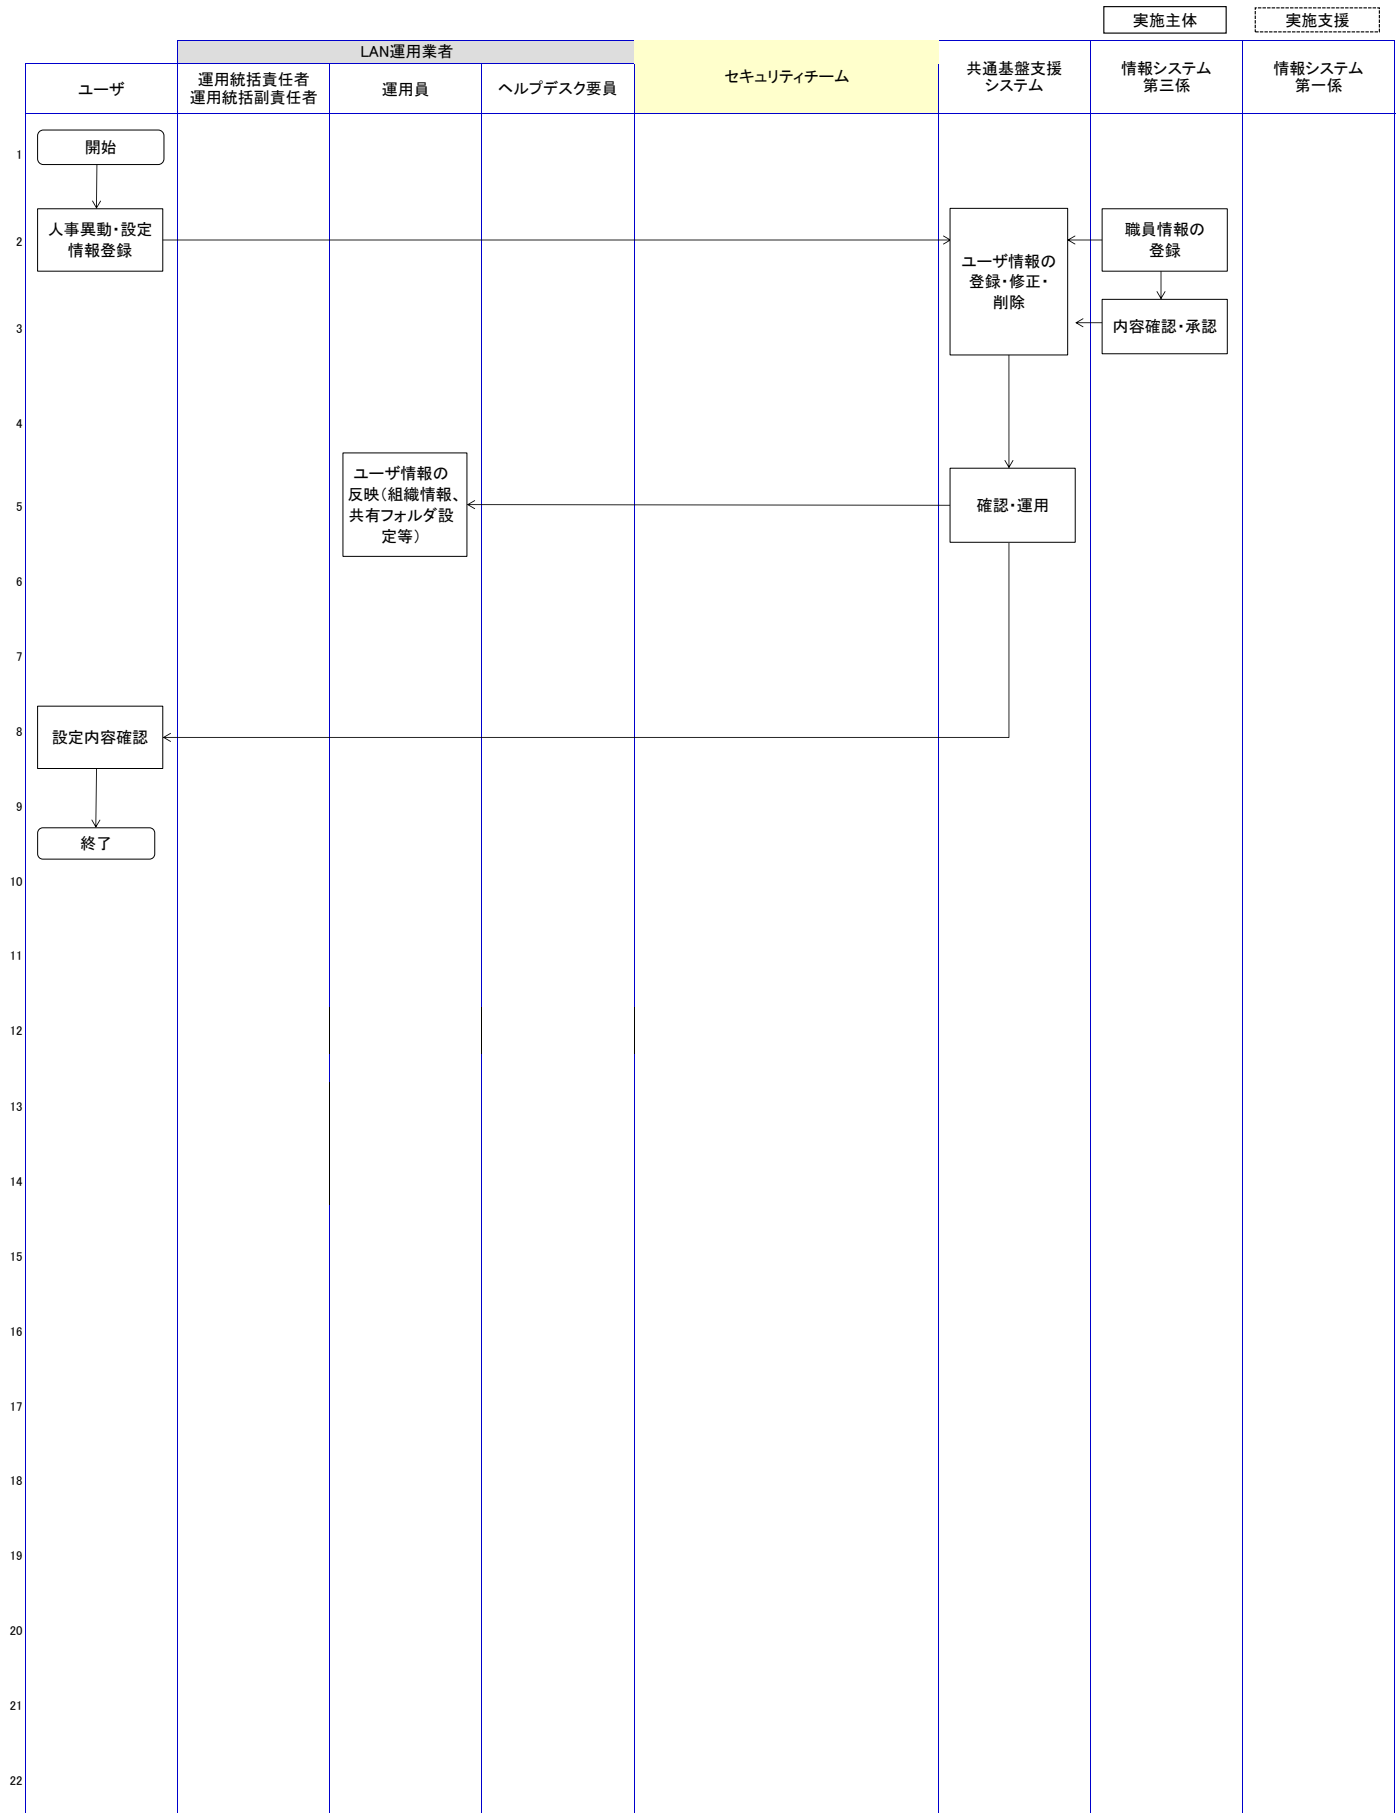 実施主体
実施支援
LAN運用業者
ユーザ
運用統括責任者
運用統括副責任者
運用員
ヘルプデスク要員
セキュリティチーム
共通基盤支援
システム
情報システム
第三係
情報システム
第一係
1
開始
2
人事異動・設定
情報登録
ユーザ情報の
登録・修正・
削除
職員情報の
登録
3
内容確認・承認
4
5
ユーザ情報の
反映（組織情報、
共有フォルダ設
定等）
確認・運用
6
7
8
設定内容確認
9
終了
10
11
12
13
14
15
16
17
18
19
20
21
22